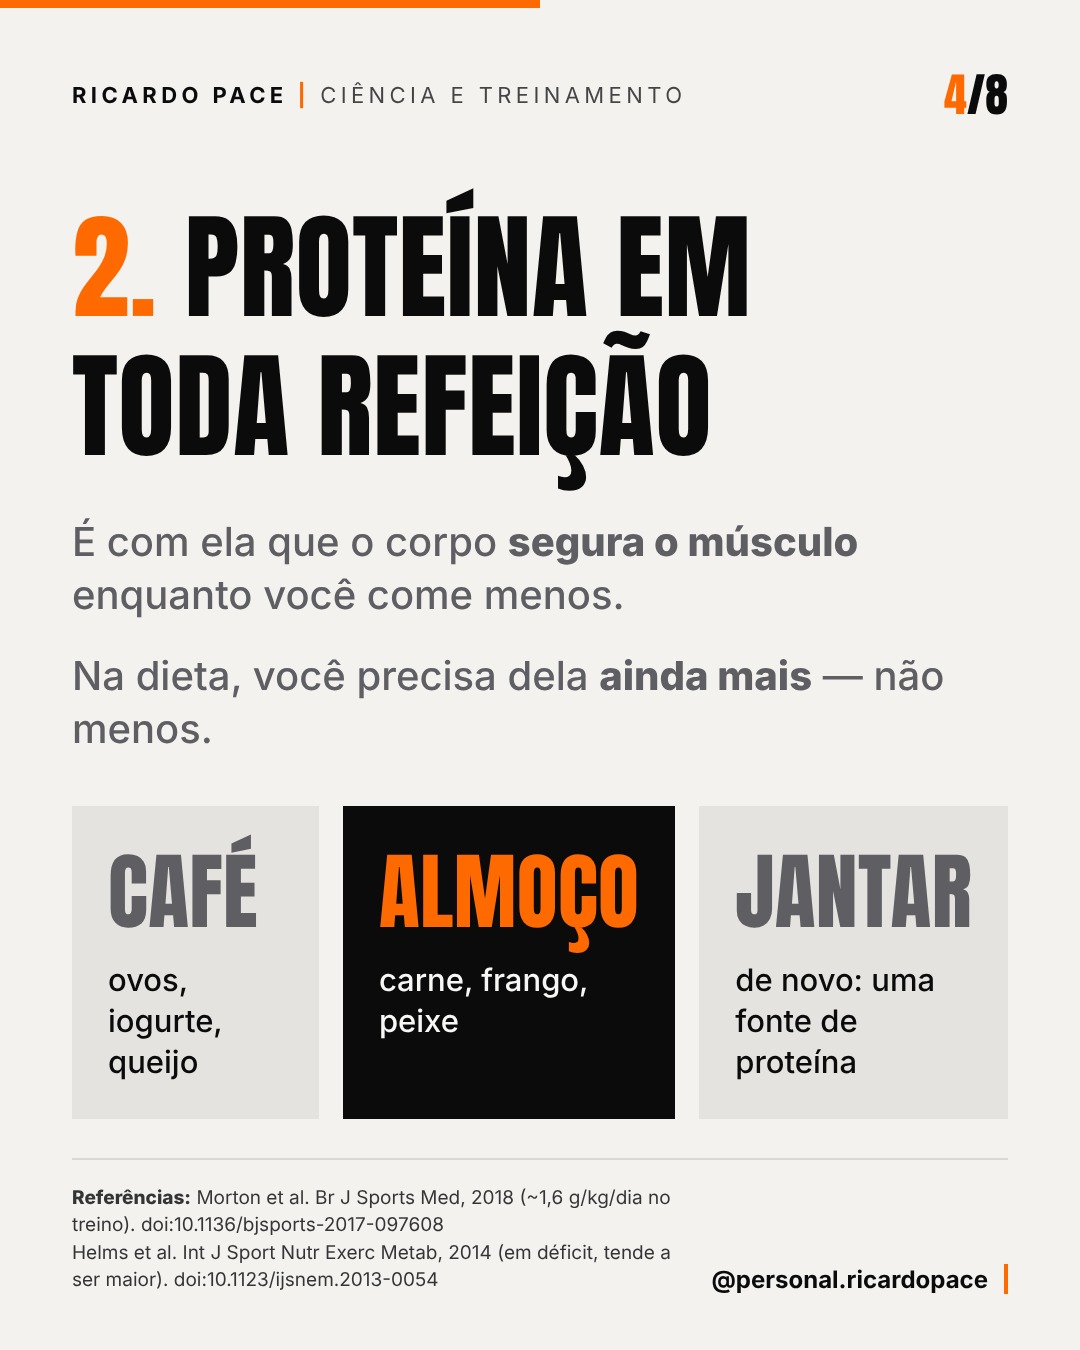 RICARDO PACE | CIÊNCIA E TREINAMENTO
4/8
2. PROTEÍNA EM
TODA REFEIÇÃO
É com ela que o corpo segura o músculo
enquanto você come menos.
Na dieta, você precisa dela ainda mais — não
menos.
CAFÉ
ovos,
iogurte,
queijo
ALMOÇO
carne, frango,
peixe
JANTAR
de novo: uma
fonte de
proteína
Referências: Morton et al. Br J Sports Med, 2018 (~1,6 g/kg/dia no
treino). doi:10.1136/bjsports-2017-097608
Helms et al. Int J Sport Nutr Exerc Metab, 2014 (em déficit, tende a
ser maior). doi:10.1123/ijsnem.2013-0054
@personal.ricardopace